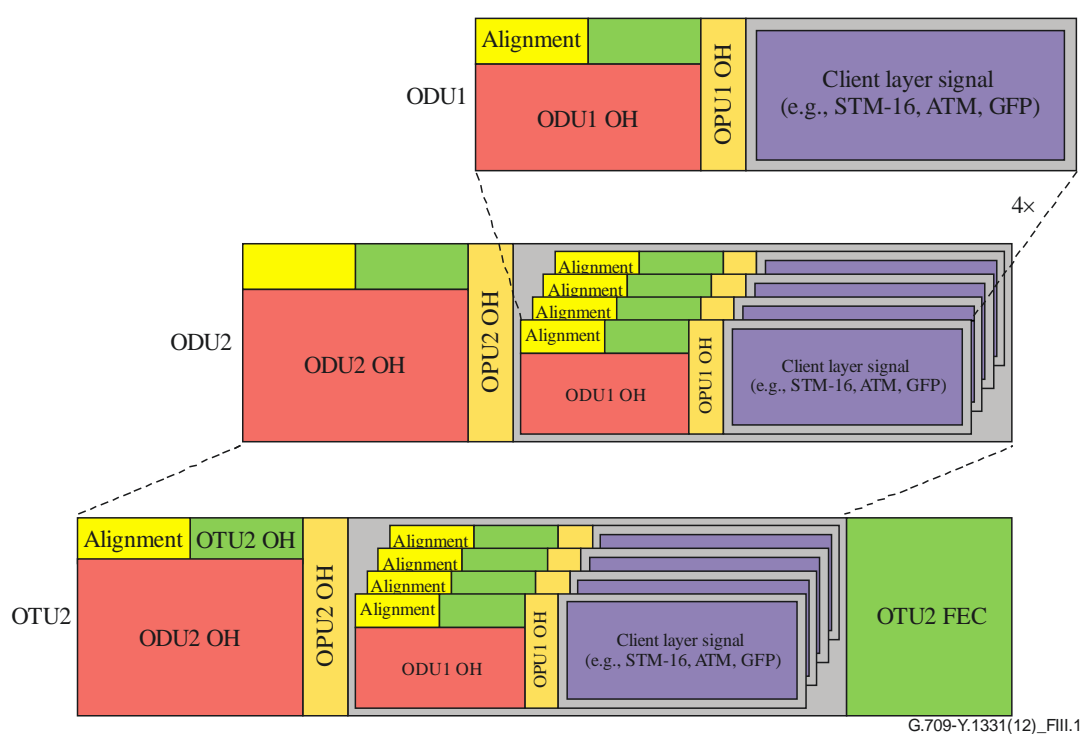 Alignment
OPU1 OH
Client layer signal
(e.g., STM-16, ATM, GFP)
ODU1
ODU1 OH
4×
ODU2
ODU2 OH
OPU2 OH
Alignment
Alignment
Alignment
Alignment
OPU1 OH
Client layer signal
(e.g., STM-16, ATM, GFP)
ODU1 OH
OTU2
Alignment
OTU2 OH
ODU2 OH
OPU2 OH
Alignment
Alignment
Alignment
Alignment
OPU1 OH
Client layer signal
(e.g., STM-16, ATM, GFP)
ODU1 OH
OTU2 FEC
G.709-Y.1331(12)_FIII.1